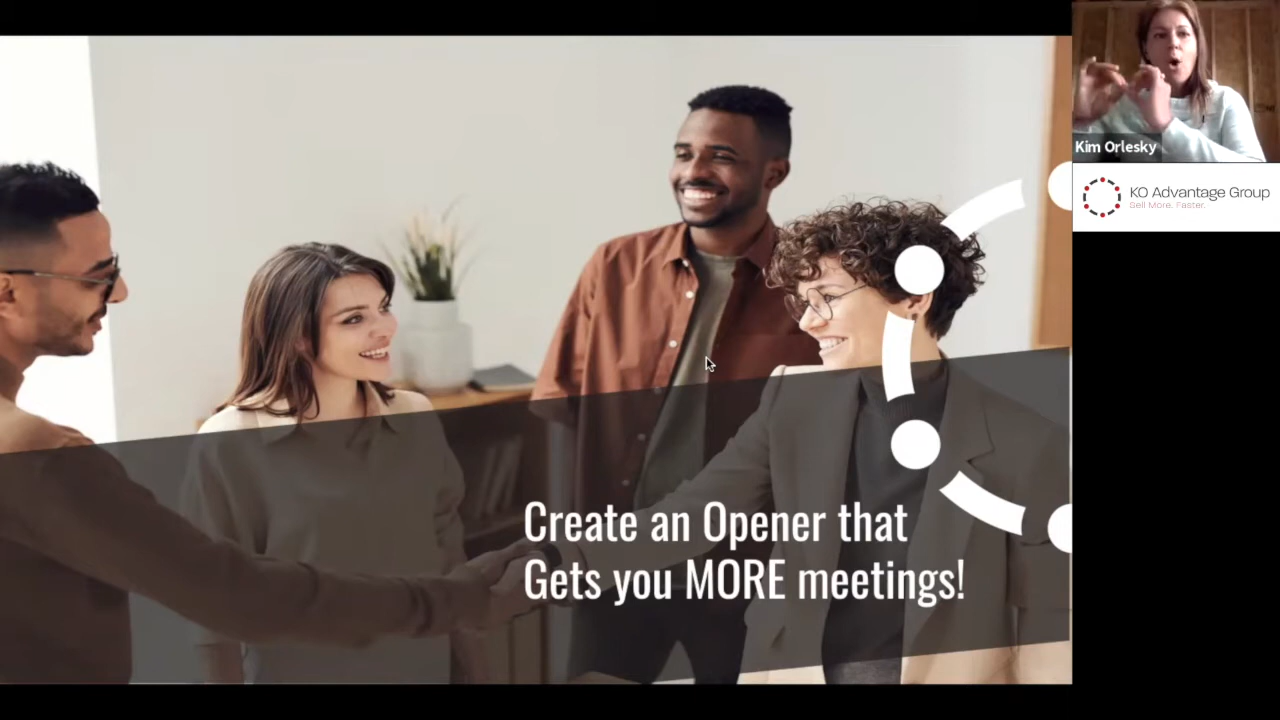 Create an Opener that
Gets you MORE meetings!
Kim Orlesky
KO Advantage Group
Sell More. Faster.